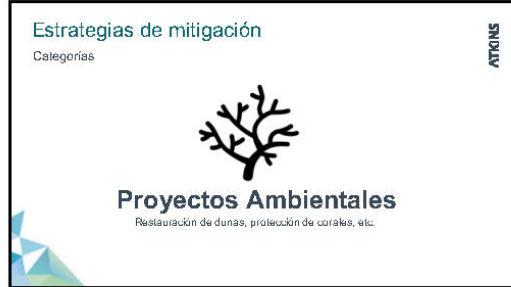 Estrategias de mitigación
Categorías
ATKINS
Proyectos Ambientales
Restauración de dunas, protección de corales, etc.